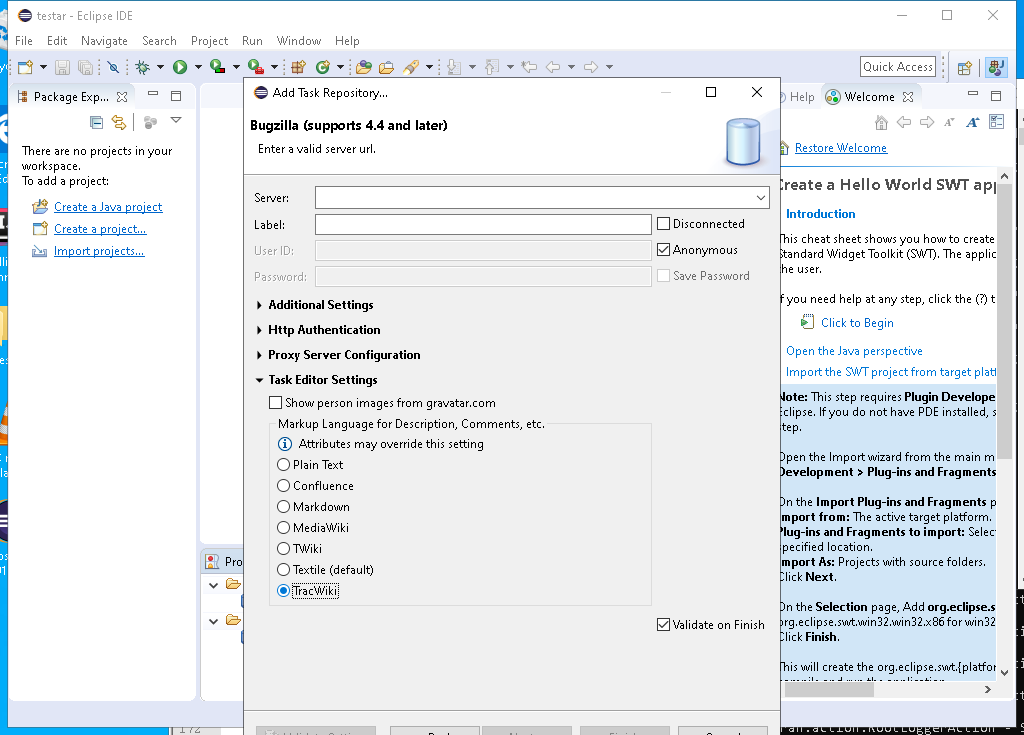 testar - Eclipse IDE
File Edit Navigate Search Project Run Window Help
Quick Access
Package Exp...
There are no projects in your
workspace.
To add a project:
Create a Java project
Create a project...
Import projects...
Add Task Repository...
Bugzilla (supports 4.4 and later)
Enter a valid server url.
Server:
Label:
Disconnected
User ID:
Anonymous
Password:
Save Password
Additional Settings
Http Authentication
Proxy Server Configuration
Task Editor Settings
Show person images from gravatar.com
Markup Language for Description, Comments, etc.
Attributes may override this setting
Plain Text
Confluence
Markdown
MediaWiki
TWiki
Textile (default)
TracWiki
Validate on Finish
Help
Welcome
Restore Welcome
Create a Hello World SWT app
Introduction
This cheat sheet shows you how to create
Standard Widget Toolkit (SWT). The applic
the user.
If you need help at any step, click the (?) t
Click to Begin
Open the Java perspective
Import the SWT project from target platf
Note: This step requires Plugin Develope
Eclipse. If you do not have PDE installed, s
step.
Open the Import wizard from the main m
Development > Plug-ins and Fragments
On the Import Plug-ins and Fragments p
Import from: The active target platform.
Plug-ins and Fragments to import: Selec
specified location.
Import As: Projects with source folders.
Click Next.
On the Selection page, Add org.eclipse.s
org.eclipse.swt.win32.win32.x86 for win32
Click Finish.
This will create the org.eclipse.swt.{platfor
Pro
172